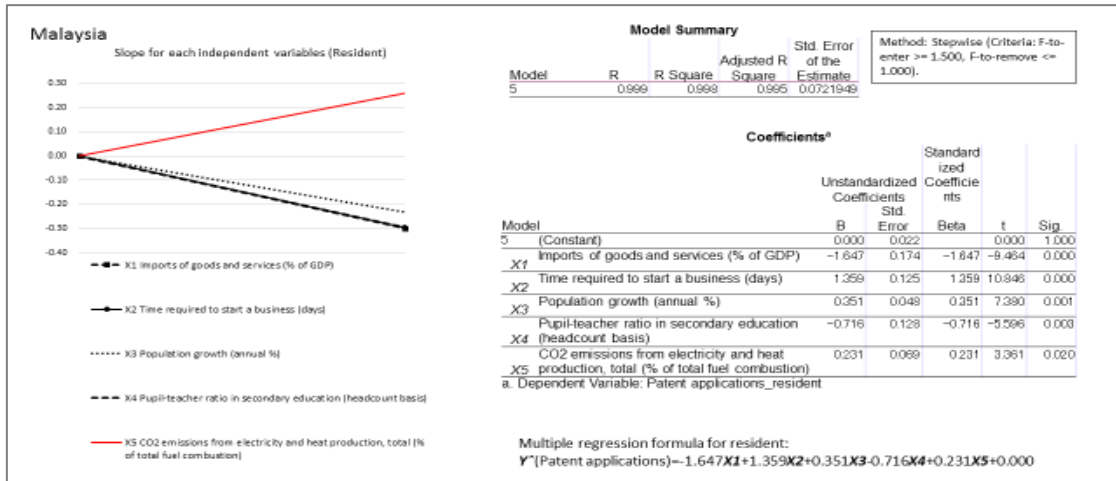 Malaysia
Slope for each independent variables (Resident)
0.30
0.20
0.10
0.00
-0.10
-0.20
-0.30
-0.40
X1 Imports of goods and services (% of GDP)
X2 Time required to start a business (days)
X3 Population growth (annual %)
X4 Pupil-teacher ratio in secondary education (headcount basis)
X5 CO2 emissions from electricity and heat production, total (%
of total fuel combustion)
Model Summary
Model R R Square Adjusted R Square Std. Error of the Estimate
5 0.999 0.998 0.995 0.0721949
Method: Stepwise (Criteria: F-to-
enter >= 1.500, F-to-remove <=
1.000).
Coefficientsᵃ
Model Unstandardized Coefficients Standardized Coefficients t Sig.
B Std. Error Beta
5 (Constant) 0.000 0.022 0.000 1.000
X1 Imports of goods and services (% of GDP) −1.647 0.174 −1.647 −9.464 0.000
X2 Time required to start a business (days) 1.359 0.125 1.359 10.846 0.000
X3 Population growth (annual %) 0.351 0.048 0.351 7.380 0.001
X4 Pupil-teacher ratio in secondary education (headcount basis) −0.716 0.128 −0.716 −5.596 0.003
X5 CO2 emissions from electricity and heat production, total (% of total fuel combustion) 0.231 0.069 0.231 3.361 0.020
a. Dependent Variable: Patent applications_resident
Multiple regression formula for resident:
Yˆ(Patent applications)=-1.647X1+1.359X2+0.351X3-0.716X4+0.231X5+0.000